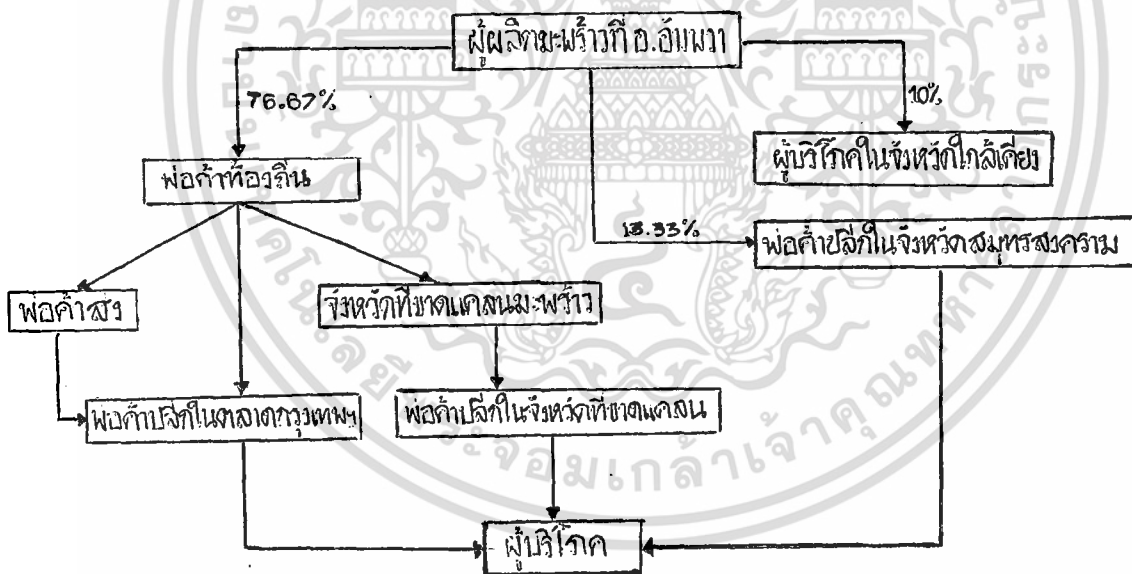 ผู้ผลิตมะพร้าวที่ อ.อัมพวา
76.67%
10%
พ่อค้าท้องถิ่น
ผู้บริโภคในจังหวัดใกล้เคียง
13.33%
พ่อค้าปลีกในจังหวัดสมุทรสงคราม
พ่อค้าส่ง
จังหวัดที่ขาดแคลนมะพร้าว
พ่อค้าปลีกในตลาดกรุงเทพฯ
พ่อค้าปลีกในจังหวัดที่ขาดแคลน
ผู้บริโภค